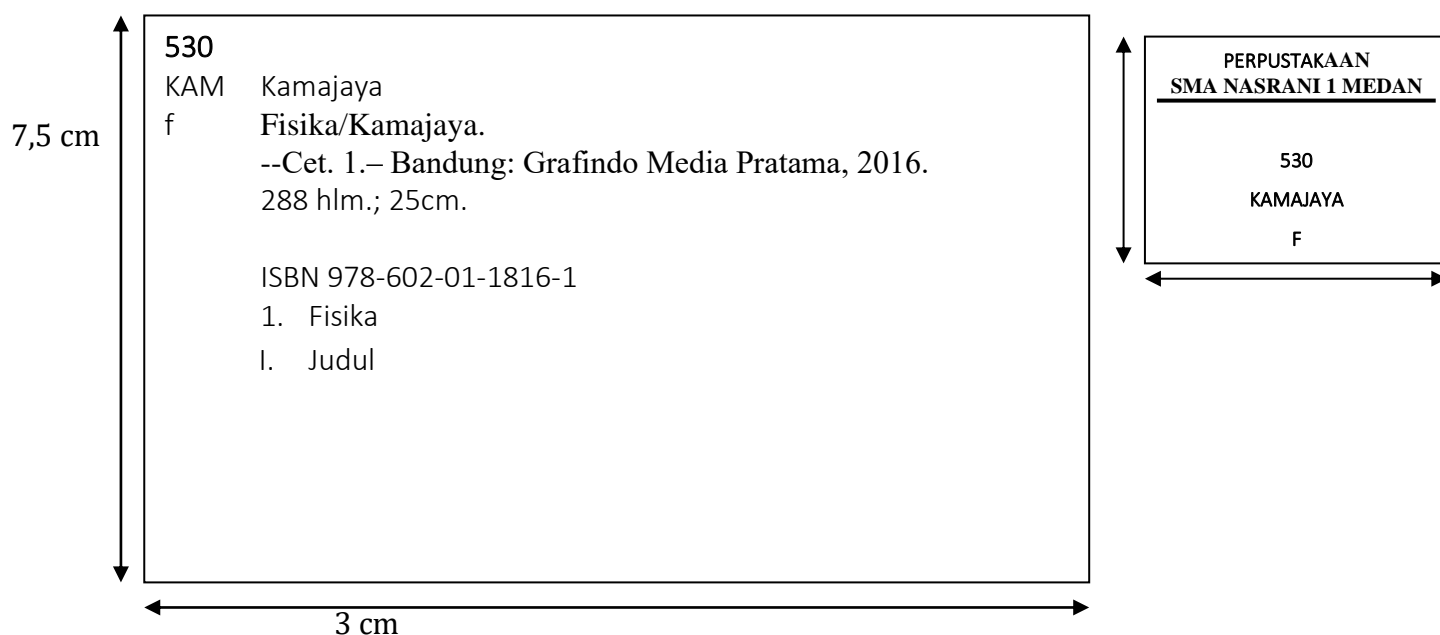 530
KAM Kamajaya
f Fisika/Kamajaya.
--Cet. 1.– Bandung: Grafindo Media Pratama, 2016.
288 hlm.; 25cm.
ISBN 978-602-01-1816-1
1. Fisika
I. Judul
7,5 cm
3 cm
PERPUSTAKAAN
SMA NASRANI 1 MEDAN
530
KAMAJAYA
F